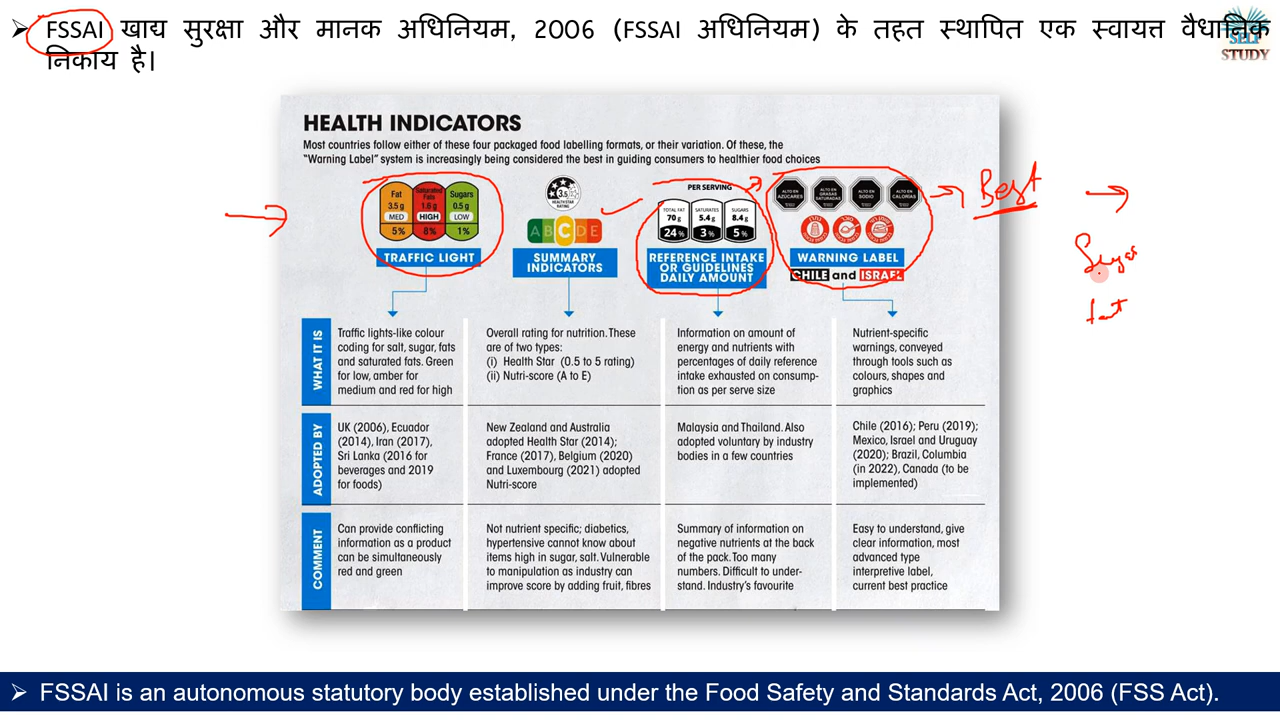 ➢ FSSAI खाद्य सुरक्षा और मानक अधिनियम, 2006 (FSSAI अधिनियम) के तहत स्थापित एक स्वायत्त वैधानिक
निकाय है।
SELF
STUDY
HEALTH INDICATORS
Most countries follow either of these four packaged food labelling formats, or their variation. Of these, the
"Warning Label" system is increasingly being considered the best in guiding consumers to healthier food choices
Fat
3.5 g
MED
5%
Saturated
Fats
1.6 g
HIGH
8%
Sugars
0.5 g
LOW
1%
TRAFFIC LIGHT
3.5
HEALTH STAR
RATING
A B C D E
SUMMARY
INDICATORS
PER SERVING
TOTAL FAT
70 g
24 %
SATURATES
5.4 g
3 %
SUGARS
8.4 g
5 %
REFERENCE INTAKE
OR GUIDELINES
DAILY AMOUNT
ALTO EN
AZÚCARES
ALTO EN
GRASAS
SATURADAS
ALTO EN
SODIO
ALTO EN
CALORÍAS
WARNING LABEL
CHILE and ISRAEL
Best
Sugar
fat
WHAT IT IS
Traffic lights-like colour
coding for salt, sugar, fats
and saturated fats. Green
for low, amber for
medium and red for high
Overall rating for nutrition. These
are of two types:
(i) Health Star (0.5 to 5 rating)
(ii) Nutri-score (A to E)
Information on amount of
energy and nutrients with
percentages of daily reference
intake exhausted on consump-
tion as per serve size
Nutrient-specific
warnings, conveyed
through tools such as
colours, shapes and
graphics
ADOPTED BY
UK (2006), Ecuador
(2014), Iran (2017),
Sri Lanka (2016 for
beverages and 2019
for foods)
New Zealand and Australia
adopted Health Star (2014);
France (2017), Belgium (2020)
and Luxembourg (2021) adopted
Nutri-score
Malaysia and Thailand. Also
adopted voluntary by industry
bodies in a few countries
Chile (2016); Peru (2019);
Mexico, Israel and Uruguay
(2020); Brazil, Columbia
(in 2022), Canada (to be
implemented)
COMMENT
Can provide conflicting
information as a product
can be simultaneously
red and green
Not nutrient specific; diabetics,
hypertensive cannot know about
items high in sugar, salt. Vulnerable
to manipulation as industry can
improve score by adding fruit, fibres
Summary of information on
negative nutrients at the back
of the pack. Too many
numbers. Difficult to under-
stand. Industry's favourite
Easy to understand, give
clear information, most
advanced type
interpretive label,
current best practice
➢ FSSAI is an autonomous statutory body established under the Food Safety and Standards Act, 2006 (FSS Act).